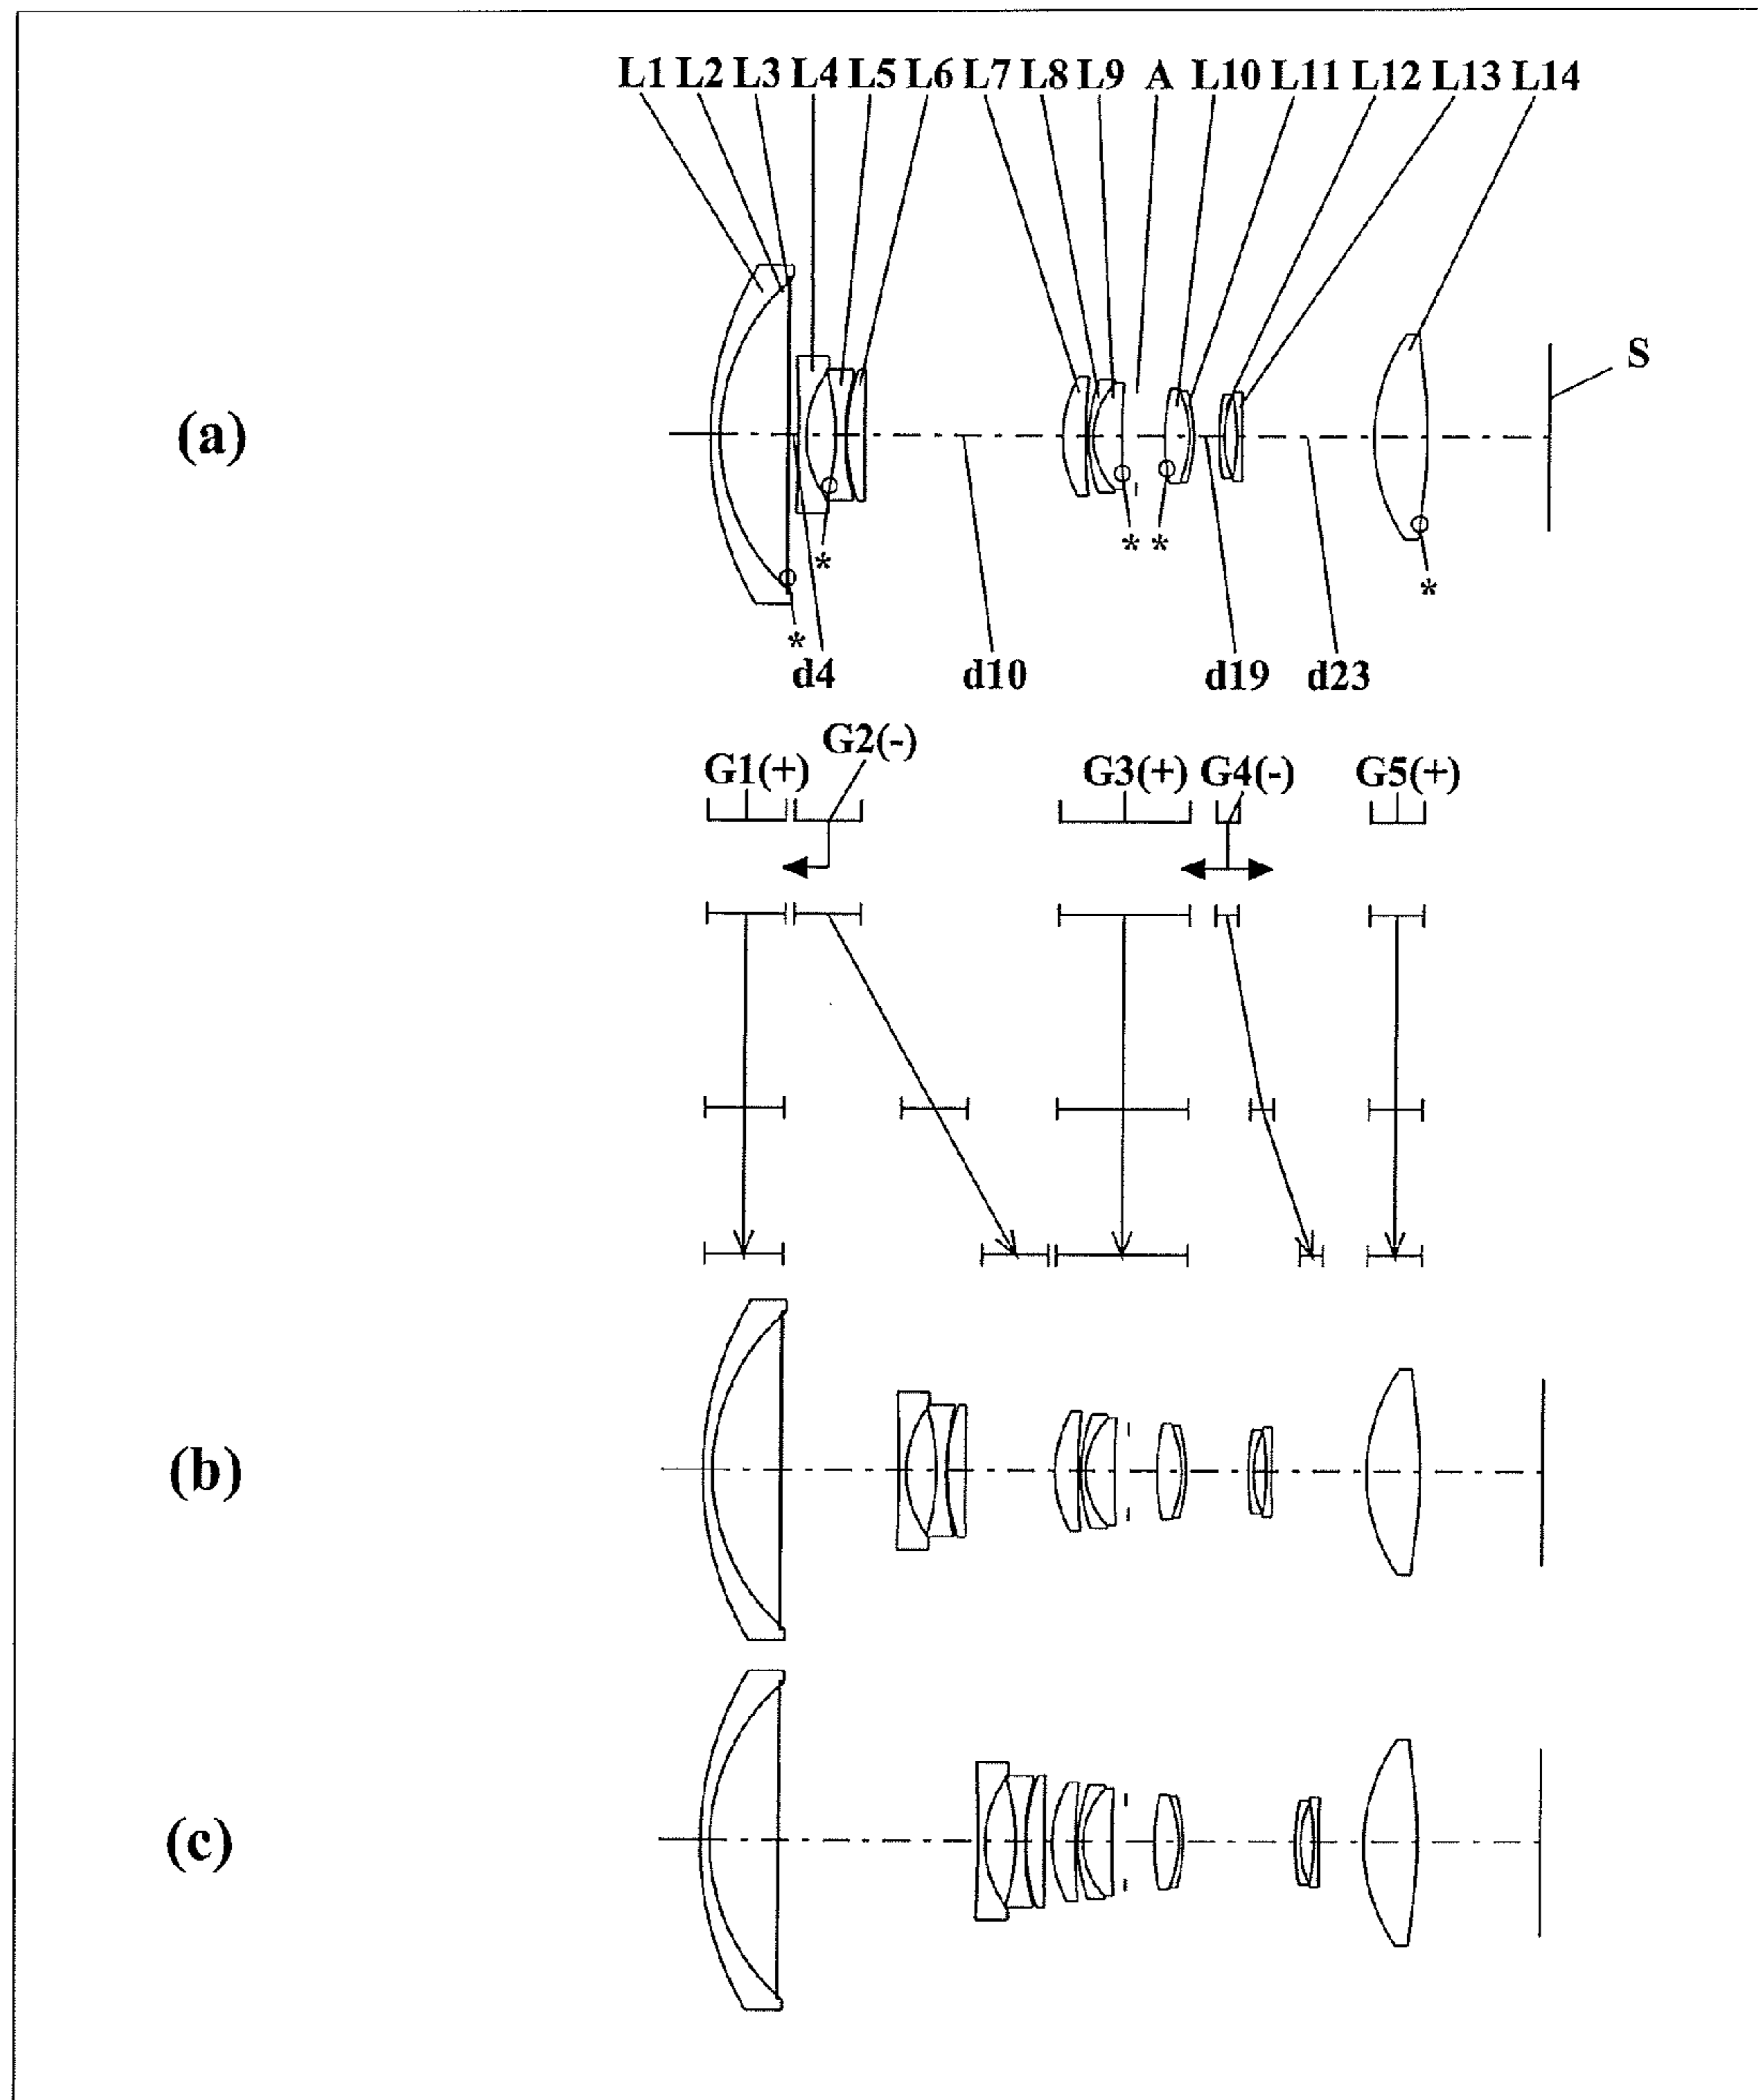 L1 L2 L3 L4 L5 L6 L7 L8 L9 A L10 L11 L12 L13 L14
S
(a)
* * * * *
d4 d10 d19 d23
G1(+) G2(-) G3(+) G4(-) G5(+)
(b)
(c)